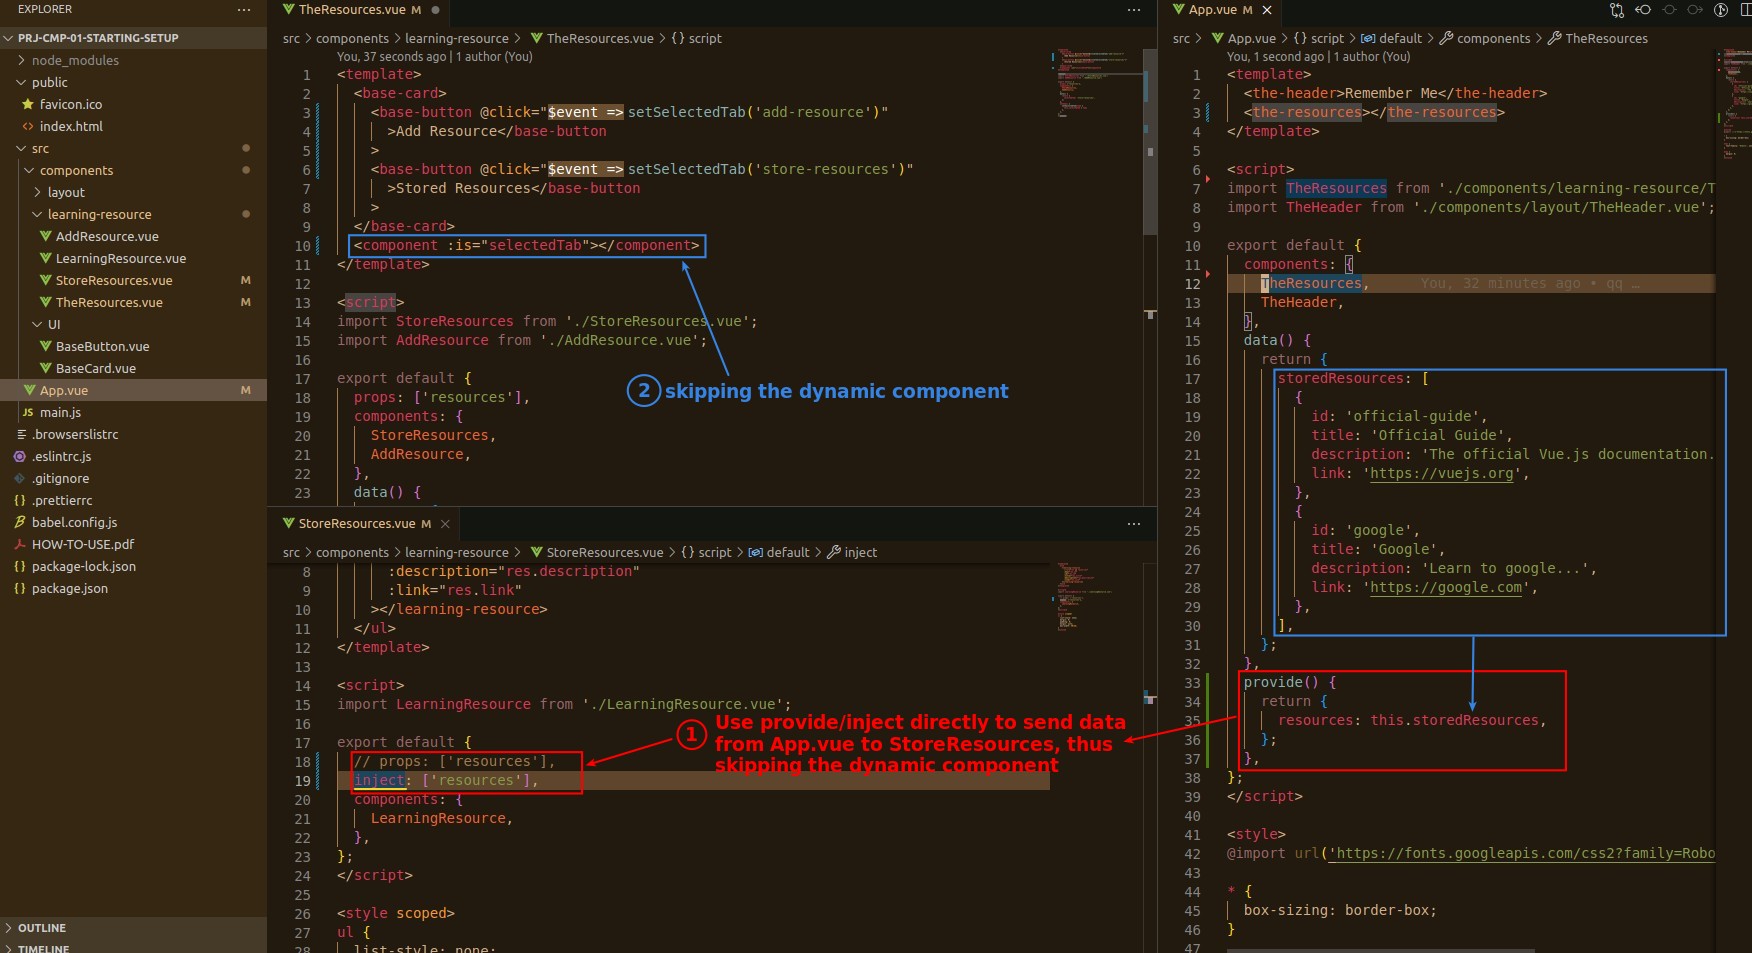 EXPLORER
PRJ-CMP-01-STARTING-SETUP
node_modules
public
favicon.ico
index.html
src
components
layout
learning-resource
AddResource.vue
LearningResource.vue
StoreResources.vue M
TheResources.vue M
UI
BaseButton.vue
BaseCard.vue
App.vue M
JS main.js
.browserslistrc
.eslintrc.js
.gitignore
{} .prettierrc
babel.config.js
HOW-TO-USE.pdf
{} package-lock.json
{} package.json
OUTLINE
TIMELINE
TheResources.vue M
src > components > learning-resource > TheResources.vue > {} script
You, 37 seconds ago | 1 author (You)
1 <template>
2 <base-card>
3 <base-button @click="$event => setSelectedTab('add-resource')"
4 >Add Resource</base-button
5 >
6 <base-button @click="$event => setSelectedTab('store-resources')"
7 >Stored Resources</base-button
8 >
9 </base-card>
10 <component :is="selectedTab"></component>
11 </template>
12
13 <script>
14 import StoreResources from './StoreResources.vue';
15 import AddResource from './AddResource.vue';
16
17 export default {
18 props: ['resources'],
19 components: {
20 StoreResources,
21 AddResource,
22 },
23 data() {
2 skipping the dynamic component
StoreResources.vue M
src > components > learning-resource > StoreResources.vue > {} script > default > inject
8 :description="res.description"
9 :link="res.link"
10 ></learning-resource>
11 </ul>
12 </template>
13
14 <script>
15 import LearningResource from './LearningResource.vue';
16
17 export default {
18 // props: ['resources'],
19 inject: ['resources'],
20 components: {
21 LearningResource,
22 },
23 };
24 </script>
25
26 <style scoped>
27 ul {
28 list-style: none;
1 Use provide/inject directly to send data
from App.vue to StoreResources, thus
skipping the dynamic component
App.vue M
src > App.vue > {} script > default > components > TheResources
You, 1 second ago | 1 author (You)
1 <template>
2 <the-header>Remember Me</the-header>
3 <the-resources></the-resources>
4 </template>
5
6 <script>
7 import TheResources from './components/learning-resource/T
8 import TheHeader from './components/layout/TheHeader.vue';
9
10 export default {
11 components: {
12 TheResources, You, 32 minutes ago • qq …
13 TheHeader,
14 },
15 data() {
16 return {
17 storedResources: [
18 {
19 id: 'official-guide',
20 title: 'Official Guide',
21 description: 'The official Vue.js documentation.
22 link: 'https://vuejs.org',
23 },
24 {
25 id: 'google',
26 title: 'Google',
27 description: 'Learn to google...',
28 link: 'https://google.com',
29 },
30 ],
31 };
32 },
33 provide() {
34 return {
35 resources: this.storedResources,
36 };
37 },
38 };
39 </script>
40
41 <style>
42 @import url('https://fonts.googleapis.com/css2?family=Robo
43
44 * {
45 box-sizing: border-box;
46 }
47